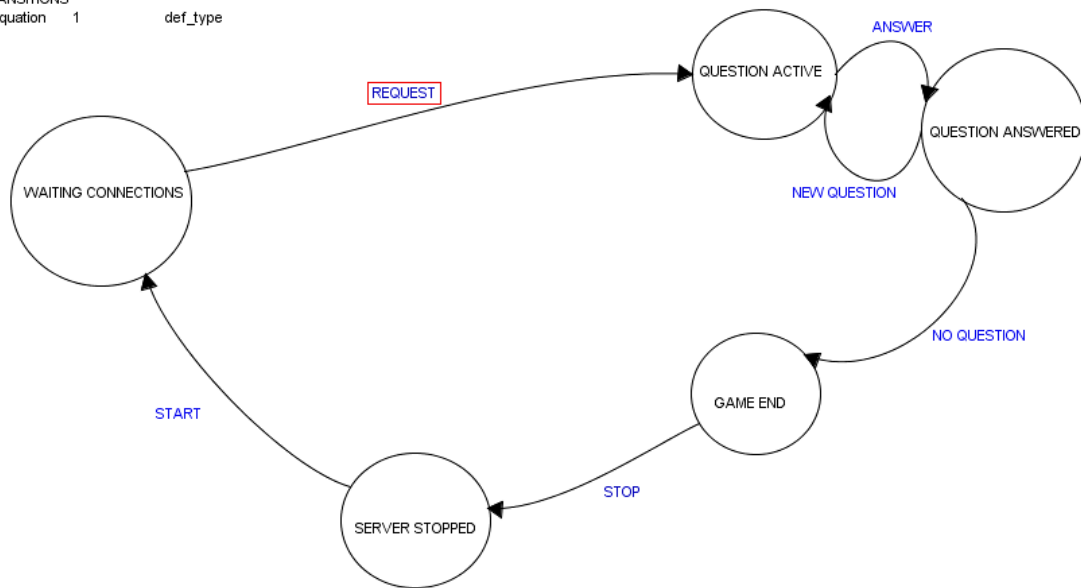 equation 1 def_type
ANSWER
QUESTION ACTIVE
REQUEST
QUESTION ANSWERED
WAITING CONNECTIONS
NEW QUESTION
NO QUESTION
GAME END
START
STOP
SERVER STOPPED